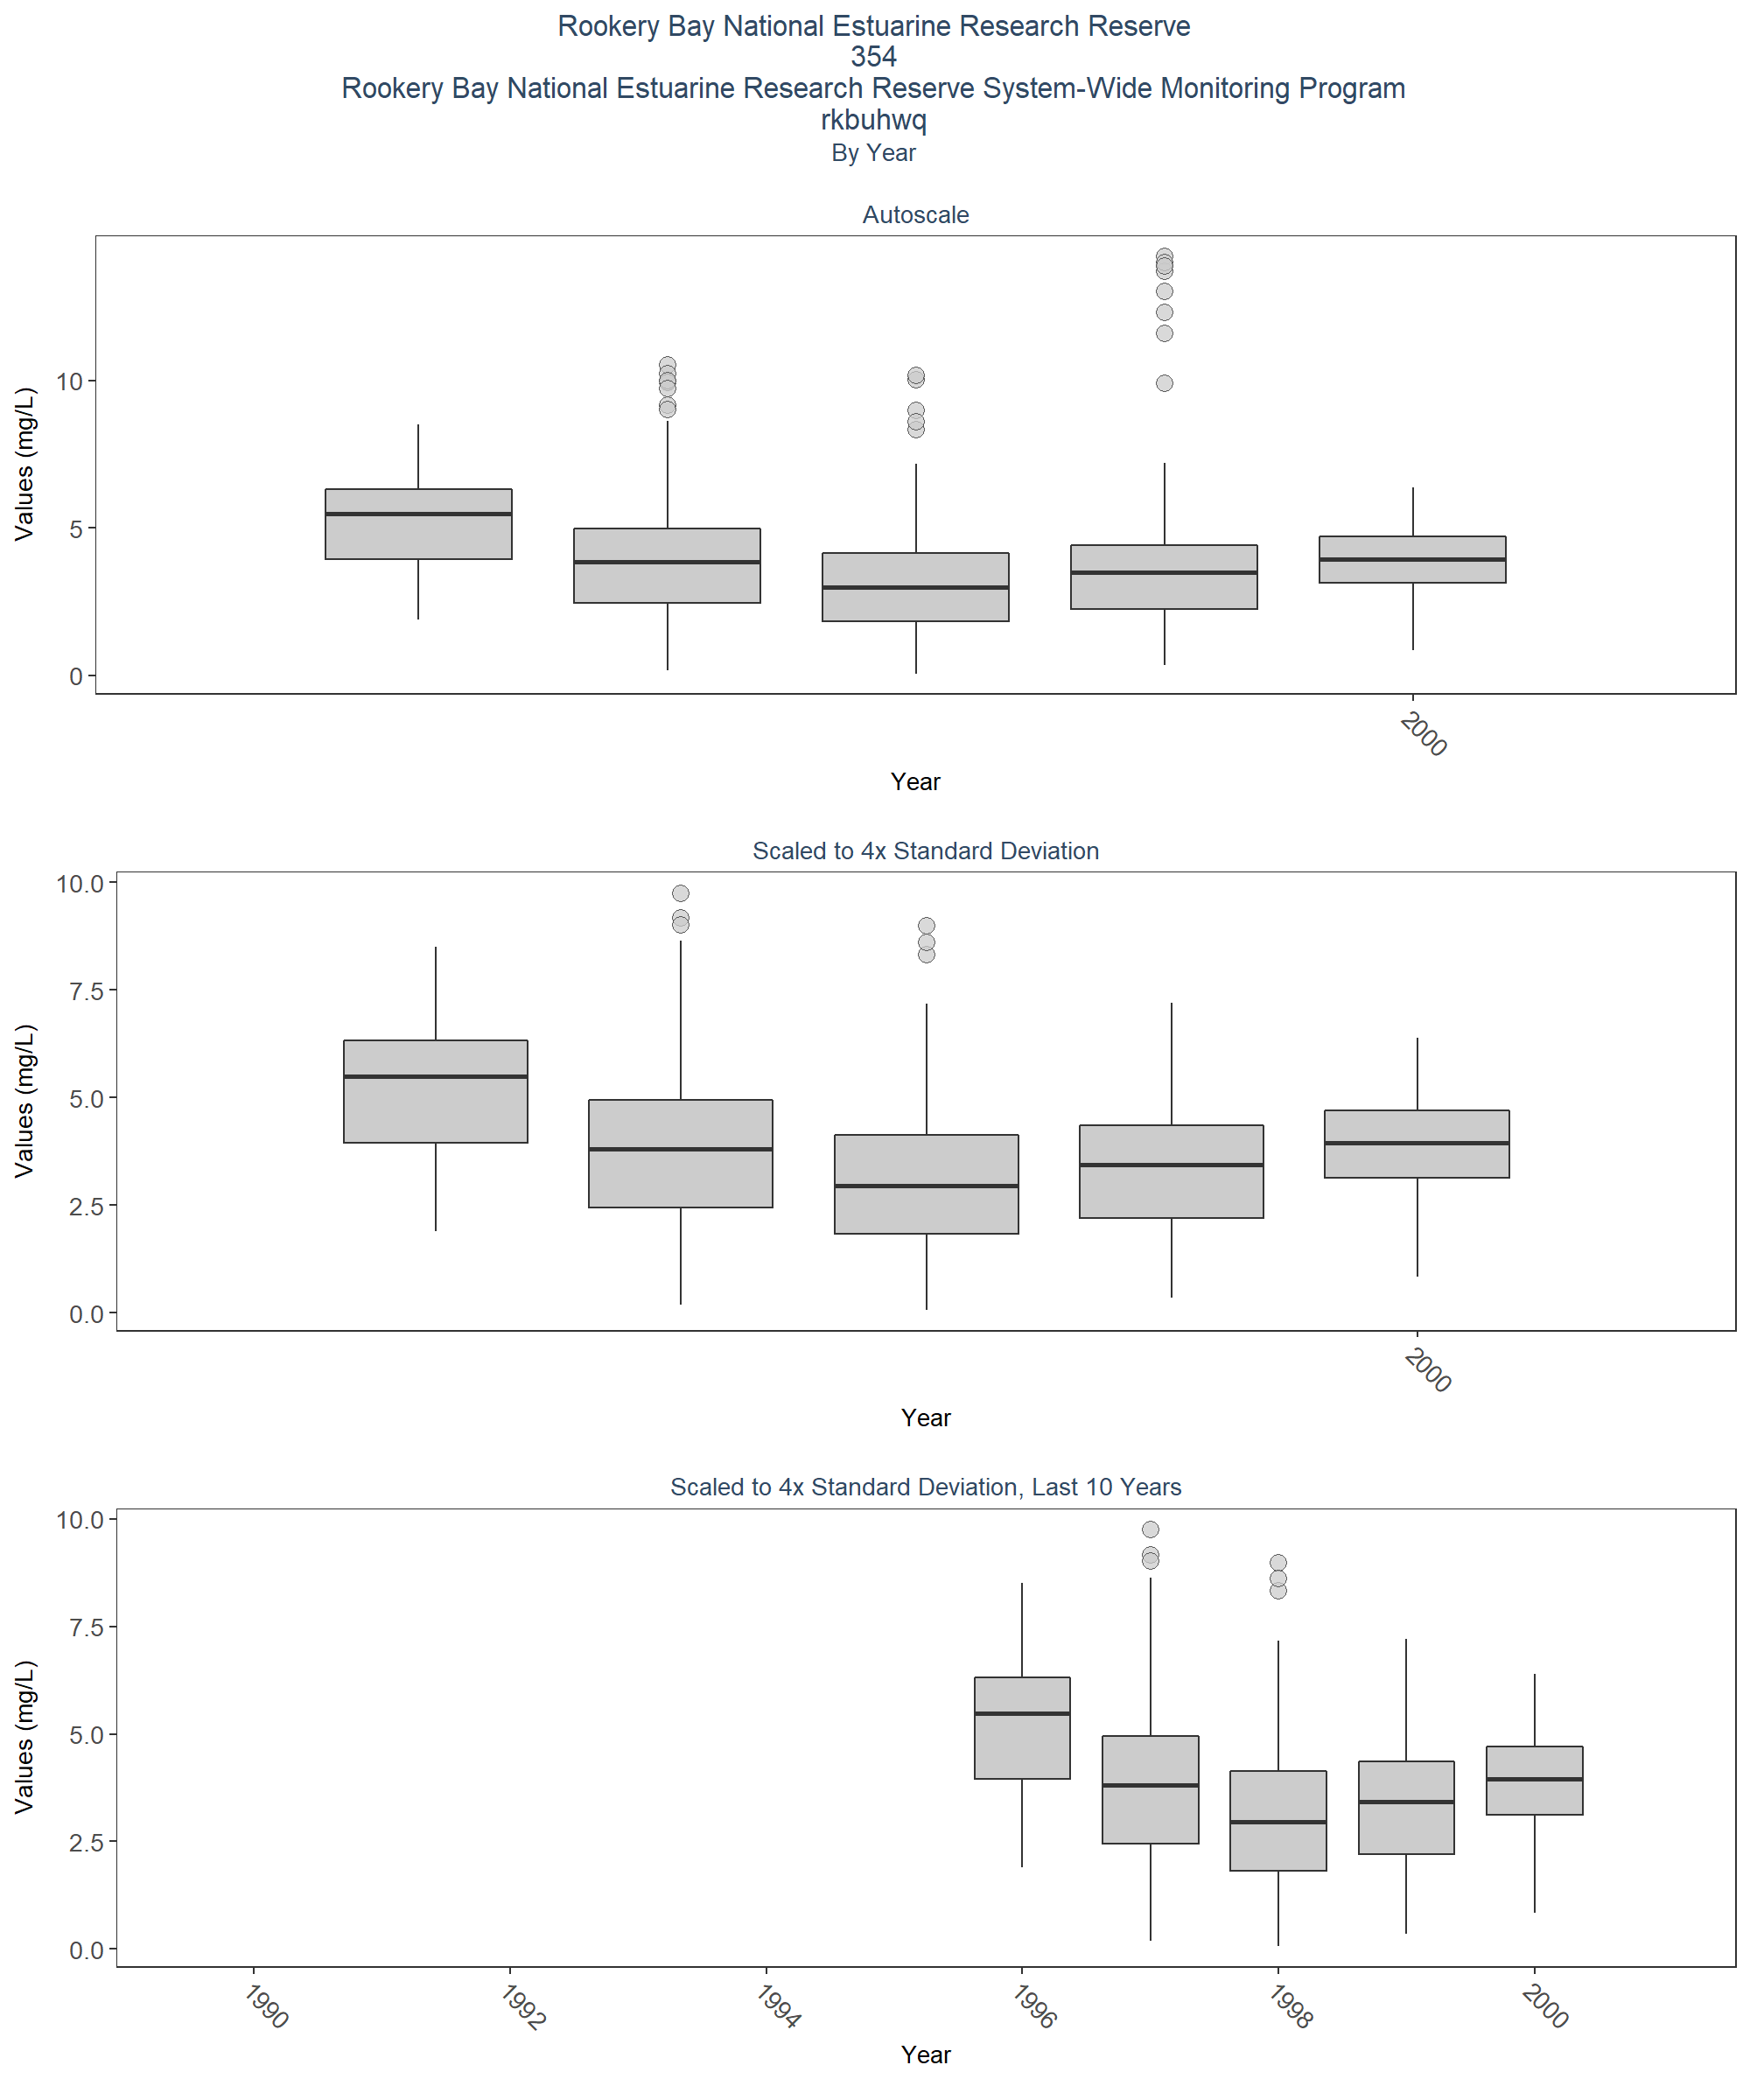 Rookery Bay National Estuarine Research Reserve
354
Rookery Bay National Estuarine Research Reserve System-Wide Monitoring Program
rkbuhwq
By Year
Autoscale
Values (mg/L)
10
5
0
2000
Year
Scaled to 4x Standard Deviation
Values (mg/L)
10.0
7.5
5.0
2.5
0.0
2000
Year
Scaled to 4x Standard Deviation, Last 10 Years
Values (mg/L)
10.0
7.5
5.0
2.5
0.0
1990 1992 1994 1996 1998 2000
Year